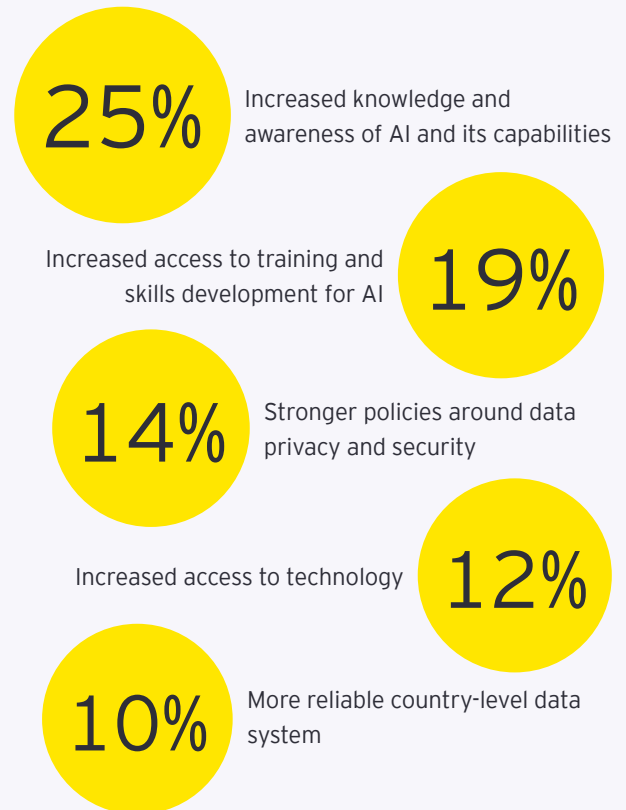 25%
Increased knowledge and
awareness of AI and its capabilities
Increased access to training and
skills development for AI
19%
14%
Stronger policies around data
privacy and security
Increased access to technology
12%
10%
More reliable country-level data
system